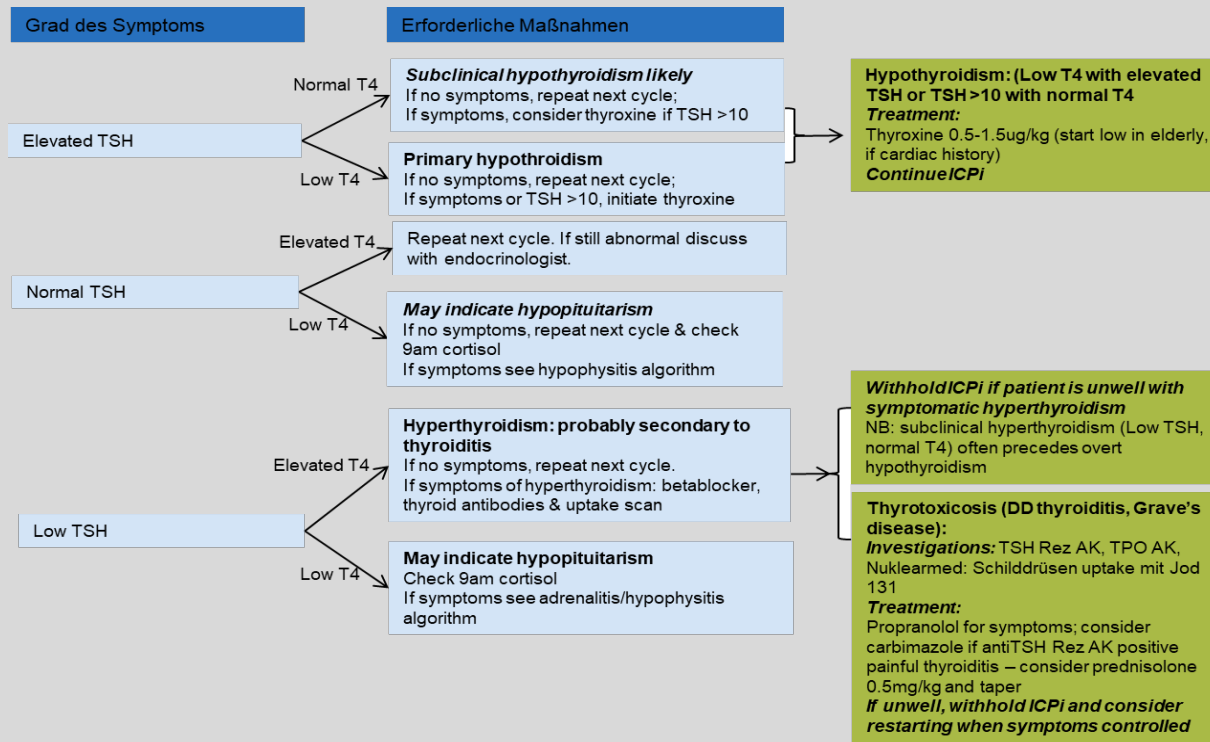 Grad des Symptoms
Erforderliche Maßnahmen
Elevated TSH
Normal T4
Low T4
Subclinical hypothyroidism likely
If no symptoms, repeat next cycle;
If symptoms, consider thyroxine if TSH >10
Primary hypothroidism
If no symptoms, repeat next cycle;
If symptoms or TSH >10, initiate thyroxine
Hypothyroidism: (Low T4 with elevated
TSH or TSH >10 with normal T4
Treatment:
Thyroxine 0.5-1.5ug/kg (start low in elderly,
if cardiac history)
Continue ICPi
Normal TSH
Elevated T4
Low T4
Repeat next cycle. If still abnormal discuss
with endocrinologist.
May indicate hypopituitarism
If no symptoms, repeat next cycle & check
9am cortisol
If symptoms see hypophysitis algorithm
Low TSH
Elevated T4
Low T4
Hyperthyroidism: probably secondary to
thyroiditis
If no symptoms, repeat next cycle.
If symptoms of hyperthyroidism: betablocker,
thyroid antibodies & uptake scan
May indicate hypopituitarism
Check 9am cortisol
If symptoms see adrenalitis/hypophysitis
algorithm
Withhold ICPi if patient is unwell with
symptomatic hyperthyroidism
NB: subclinical hyperthyroidism (Low TSH,
normal T4) often precedes overt
hypothyroidism
Thyrotoxicosis (DD thyroiditis, Grave's
disease):
Investigations: TSH Rez AK, TPO AK,
Nuklearmed: Schilddrüsen uptake mit Jod
131
Treatment:
Propranolol for symptoms; consider
carbimazole if antiTSH Rez AK positive
painful thyroiditis – consider prednisolone
0.5mg/kg and taper
If unwell, withhold ICPi and consider
restarting when symptoms controlled